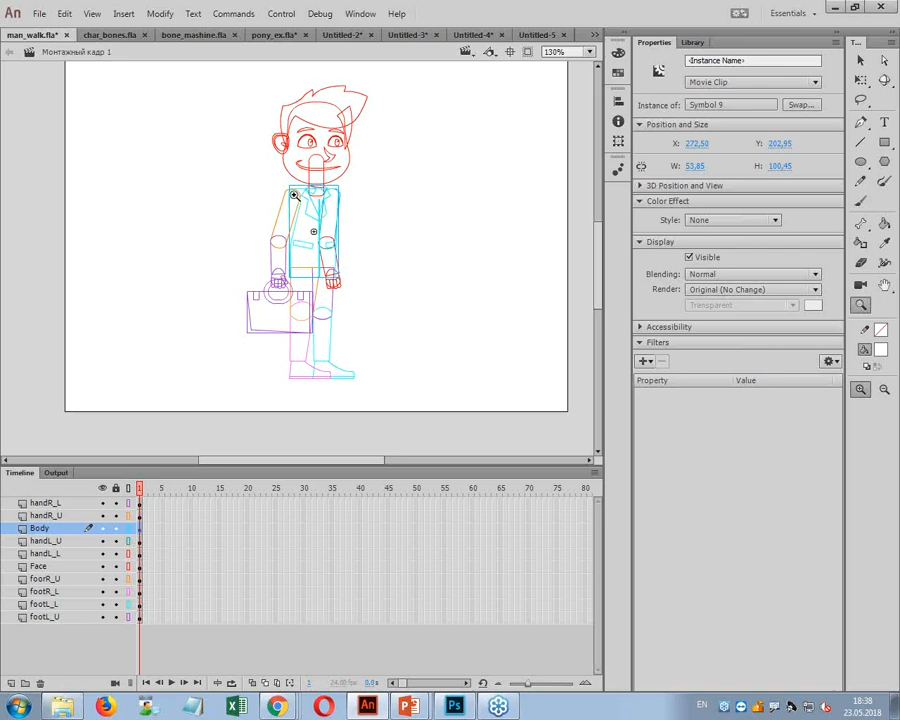 An File Edit View Insert Modify Text Commands Control Debug Window Help Essentials
man_walk.fla* × char_bones.fla × bone_mashine.fla × pony_ex.fla* × Untitled-2* × Untitled-3* × Untitled-4* × Untitled-5 × »
Монтажный кадр 1 130%
Properties Library
<Instance Name>
Movie Clip
Instance of: Symbol 9 Swap...
Position and Size
X: 272,50 Y: 202,95
W: 53,85 H: 100,45
3D Position and View
Color Effect
Style: None
Display
Visible
Blending: Normal
Render: Original (No Change)
Transparent
Accessibility
Filters
Property Value
T...
Timeline Output
1 5 10 15 20 25 30 35 40 45 50 55 60 65 70 75 80
handR_L
handR_U
Body
handL_U
handL_L
Face
foorR_U
footR_L
footL_L
footL_U
1 24.00 fps 0.0s
An Ps EN 18:38
23.05.2018